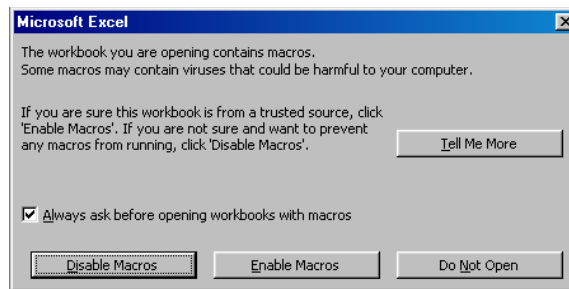 Microsoft Excel
The workbook you are opening contains macros.
Some macros may contain viruses that could be harmful to your computer.
If you are sure this workbook is from a trusted source, click
'Enable Macros'. If you are not sure and want to prevent
any macros from running, click 'Disable Macros'.
Tell Me More
Always ask before opening workbooks with macros
Disable Macros
Enable Macros
Do Not Open